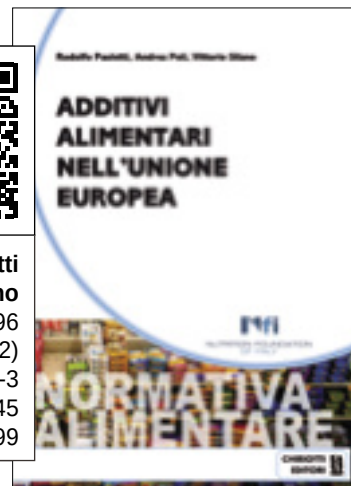 Rodolfo Paoletti, Andrea Poli, Vittorio Silano
ADDITIVI
ALIMENTARI
NELL'UNIONE
EUROPEA
tti
no
96
2)
-3
45
99
nfi
NUTRITION FOUNDATION
OF ITALY
NORMATIVA
ALIMENTARE
CHIRIOTTI
EDITORI